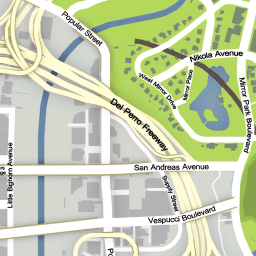 Popular Street
Nikola Avenue
West Mirror Drive
Mirror Place
Mirror Park Boulevard
Del Perro Freeway
Little Bighorn Avenue
San Andreas Avenue
Supply Street
Vespucci Boulevard
Po